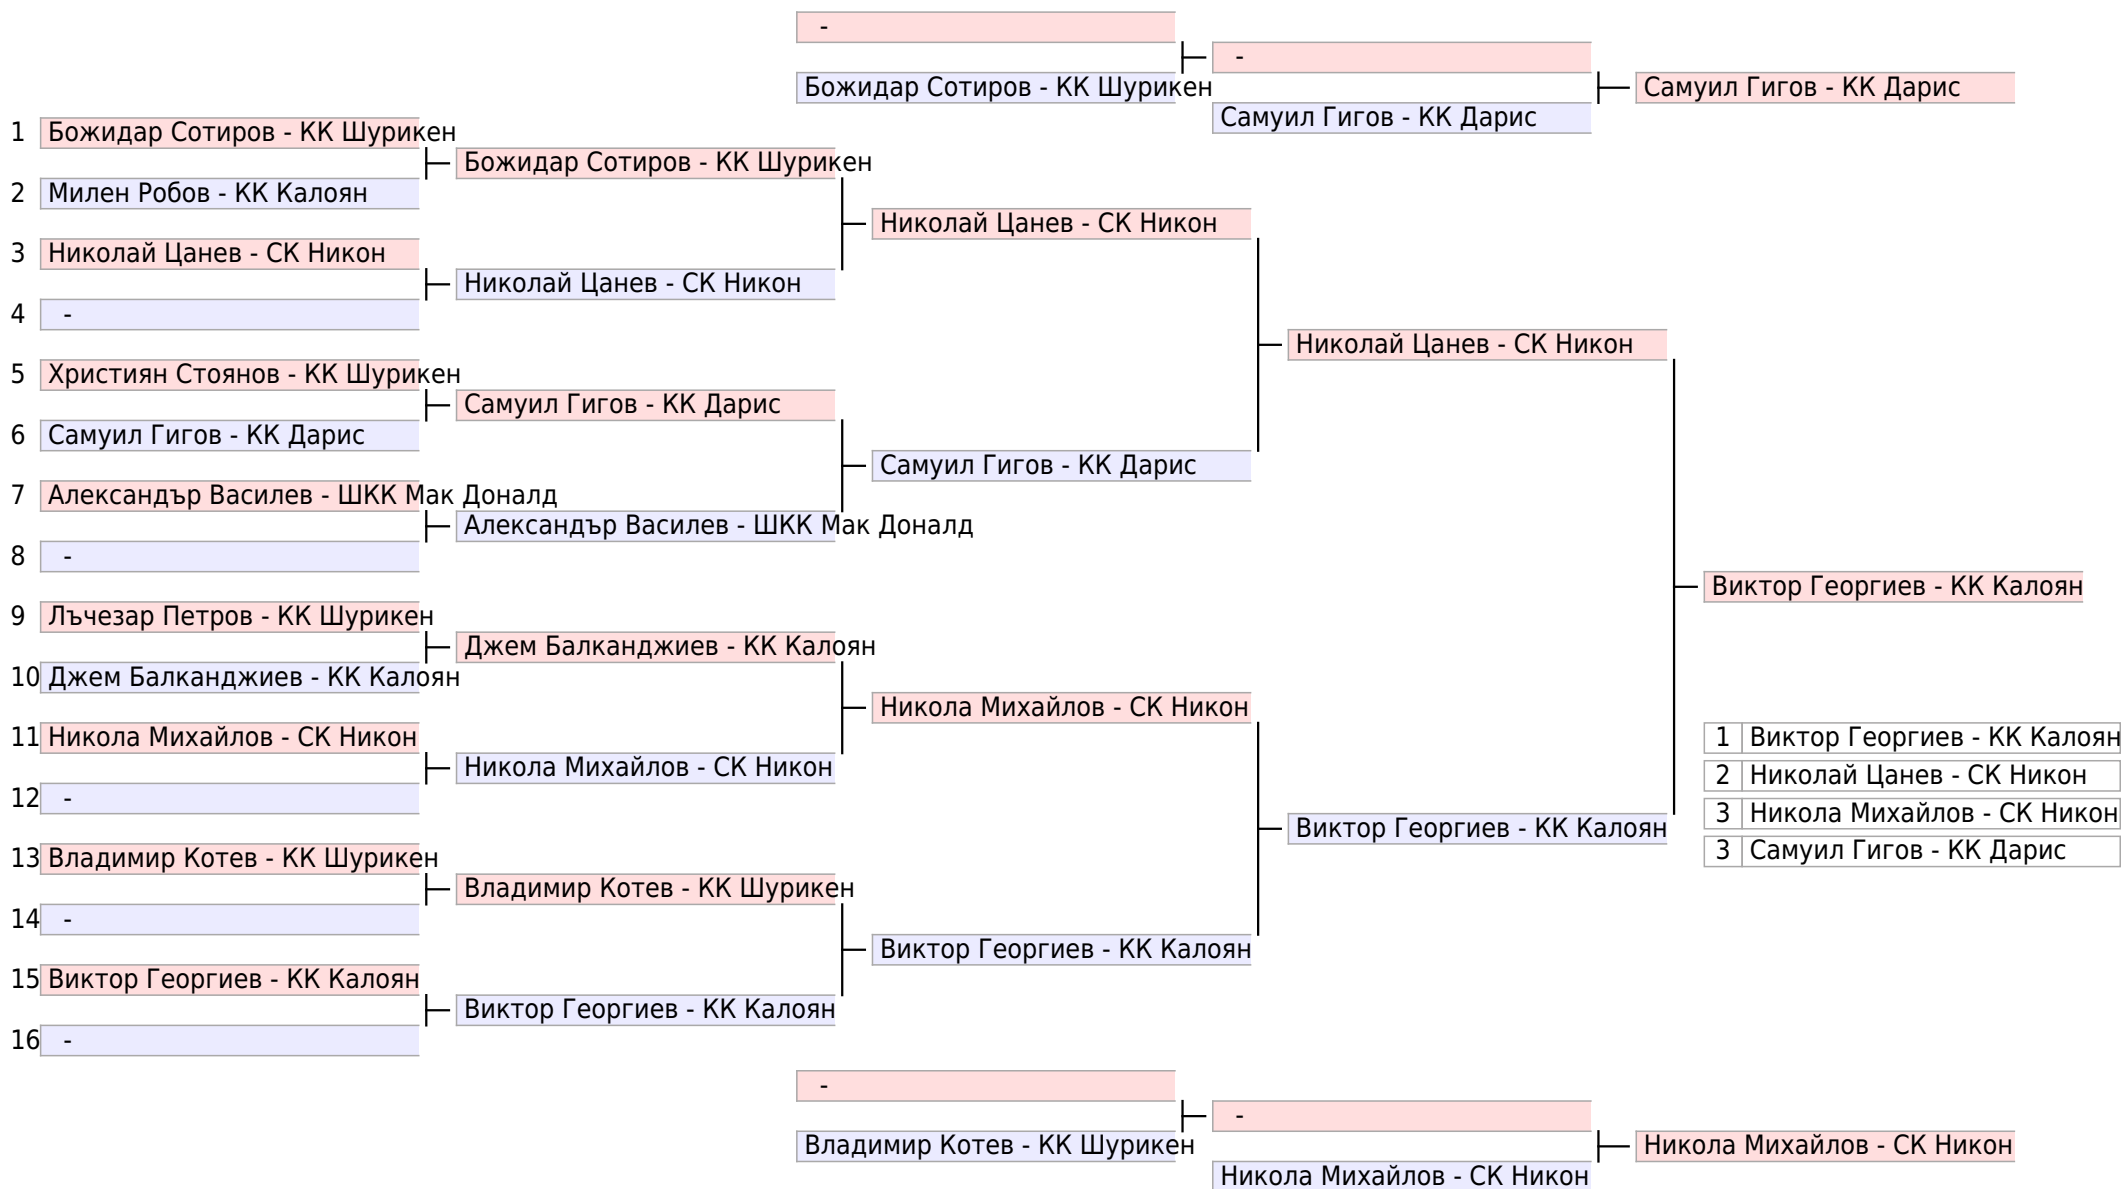 -
-
Божидар Сотиров - КК Шурикен
Самуил Гигов - КК Дарис
Самуил Гигов - КК Дарис
1 Божидар Сотиров - КК Шурикен
Божидар Сотиров - КК Шурикен
2 Милен Робов - КК Калоян
Николай Цанев - СК Никон
3 Николай Цанев - СК Никон
Николай Цанев - СК Никон
4 -
Николай Цанев - СК Никон
5 Християн Стоянов - КК Шурикен
Самуил Гигов - КК Дарис
6 Самуил Гигов - КК Дарис
Самуил Гигов - КК Дарис
7 Александър Василев - ШКК Мак Доналд
Александър Василев - ШКК Мак Доналд
8 -
Виктор Георгиев - КК Калоян
9 Лъчезар Петров - КК Шурикен
Джем Балканджиев - КК Калоян
10 Джем Балканджиев - КК Калоян
Никола Михайлов - СК Никон
11 Никола Михайлов - СК Никон
Никола Михайлов - СК Никон
12 -
Виктор Георгиев - КК Калоян
13 Владимир Котев - КК Шурикен
Владимир Котев - КК Шурикен
14 -
Виктор Георгиев - КК Калоян
15 Виктор Георгиев - КК Калоян
Виктор Георгиев - КК Калоян
16 -
1 Виктор Георгиев - КК Калоян
2 Николай Цанев - СК Никон
3 Никола Михайлов - СК Никон
3 Самуил Гигов - КК Дарис
-
-
Владимир Котев - КК Шурикен
Никола Михайлов - СК Никон
Никола Михайлов - СК Никон